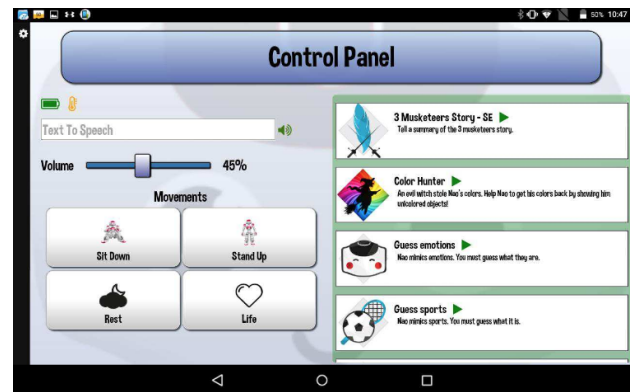 50% 10:47
Control Panel
Text To Speech
Volume 45%
Movements
Sit Down
Stand Up
Rest
Life
3 Musketeers Story - SE
Tell a summary of the 3 musketeers story.
Color Hunter
An evil witch stole Nao's colors. Help Nao to get his colors back by showing him
unicolored objects!
Guess emotions
Nao mimics emotions. You must guess what they are.
Guess sports
Nao mimics sports. You must guess what it is.